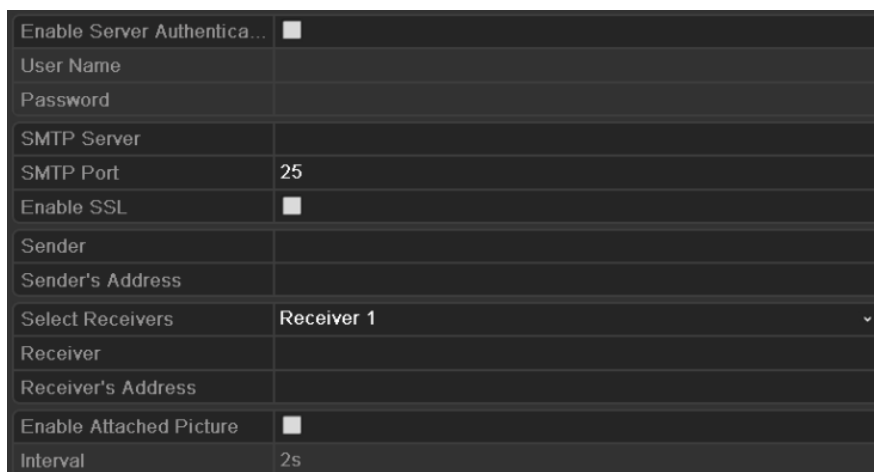 Enable Server Authentica...
User Name
Password
SMTP Server
SMTP Port 25
Enable SSL
Sender
Sender's Address
Select Receivers Receiver 1
Receiver
Receiver's Address
Enable Attached Picture
Interval 2s